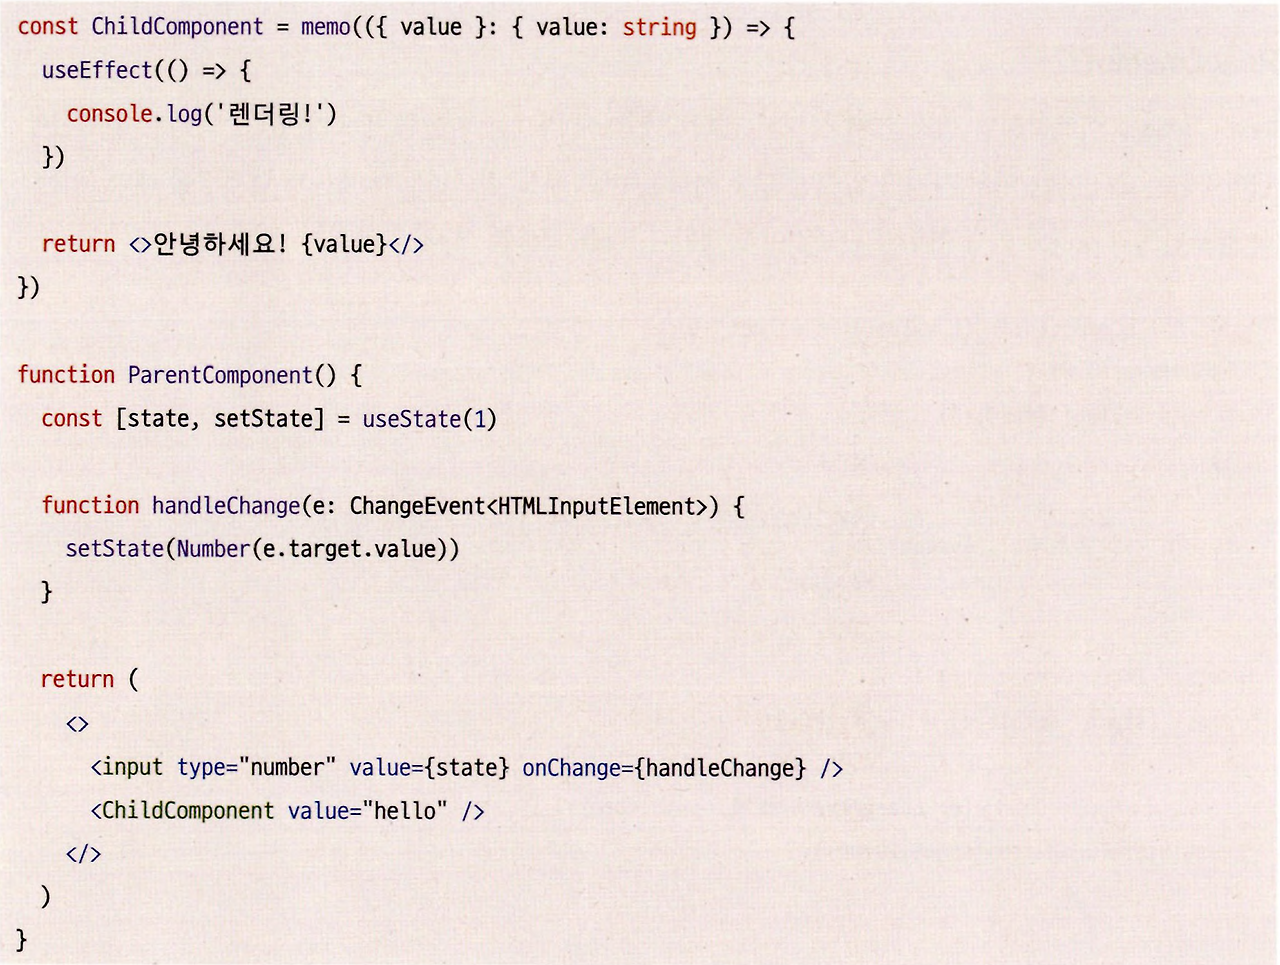 const ChildComponent = memo(({ value }: { value: string }) => {
  useEffect(() => {
    console.log('렌더링!')
  })

  return <>안녕하세요! {value}</>
})

function ParentComponent() {
  const [state, setState] = useState(1)

  function handleChange(e: ChangeEvent<HTMLInputElement>) {
    setState(Number(e.target.value))
  }

  return (
    <>
      <input type="number" value={state} onChange={handleChange} />
      <ChildComponent value="hello" />
    </>
  )
}